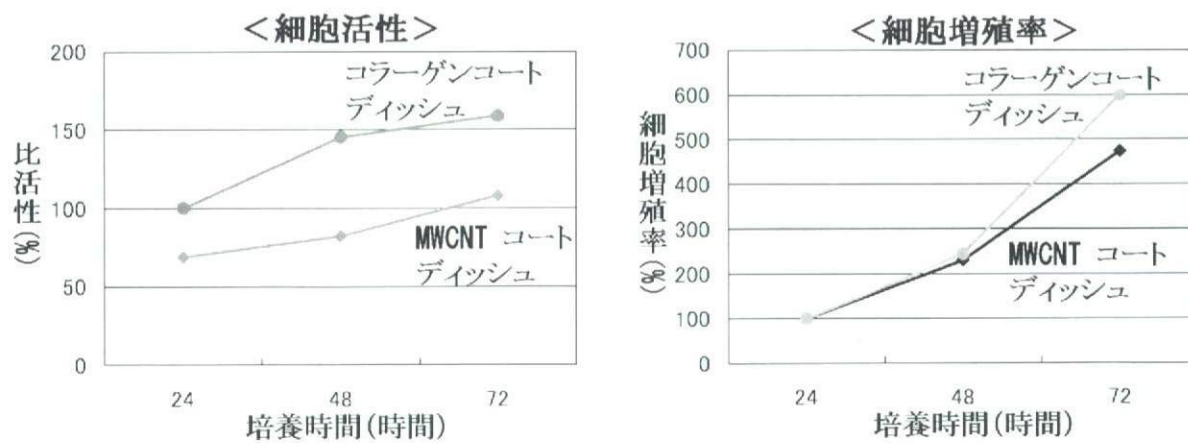 <細胞活性>
200
150
100
50
0
比活性(%)
コラーゲンコート
ディッシュ
MWCNT コート
ディッシュ
24
48
72
培養時間(時間)
<細胞増殖率>
700
600
500
400
300
200
100
0
細胞増殖率(%)
コラーゲンコート
ディッシュ
MWCNT コート
ディッシュ
24
48
72
培養時間(時間)